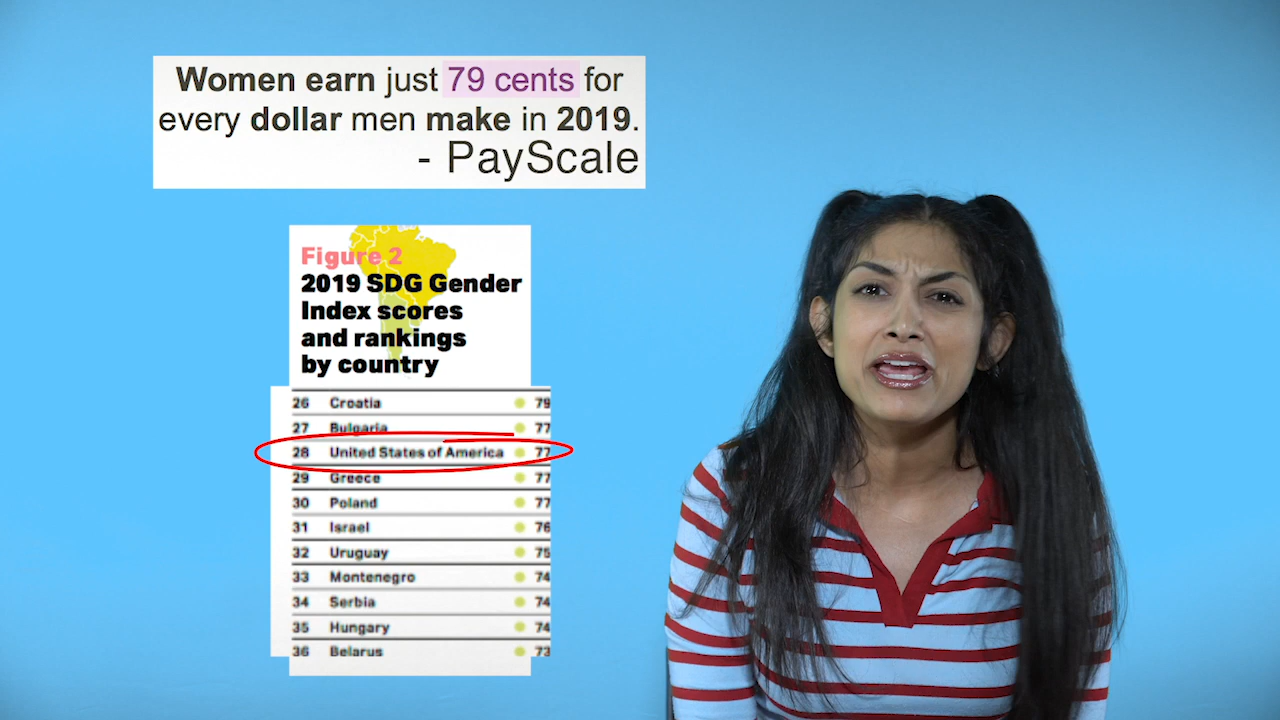 Women earn just 79 cents for
every dollar men make in 2019.
- PayScale
Figure 2
2019 SDG Gender
Index scores
and rankings
by country
26 Croatia 79
27 Bulgaria 77
28 United States of America 77
29 Greece 77
30 Poland 77
31 Israel 76
32 Uruguay 75
33 Montenegro 74
34 Serbia 74
35 Hungary 74
36 Belarus 73